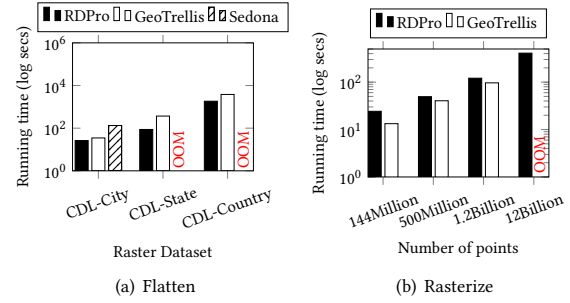 RDPro GeoTrellis Sedona
Running time (log secs)
10^6
10^4
10^2
10^0
OOM
OOM
CDL-City
CDL-State
CDL-Country
Raster Dataset
(a) Flatten
RDPro GeoTrellis
Running time (log secs)
10^2
10^1
10^0
OOM
144Million
500Million
1.2Billion
12Billion
Number of points
(b) Rasterize